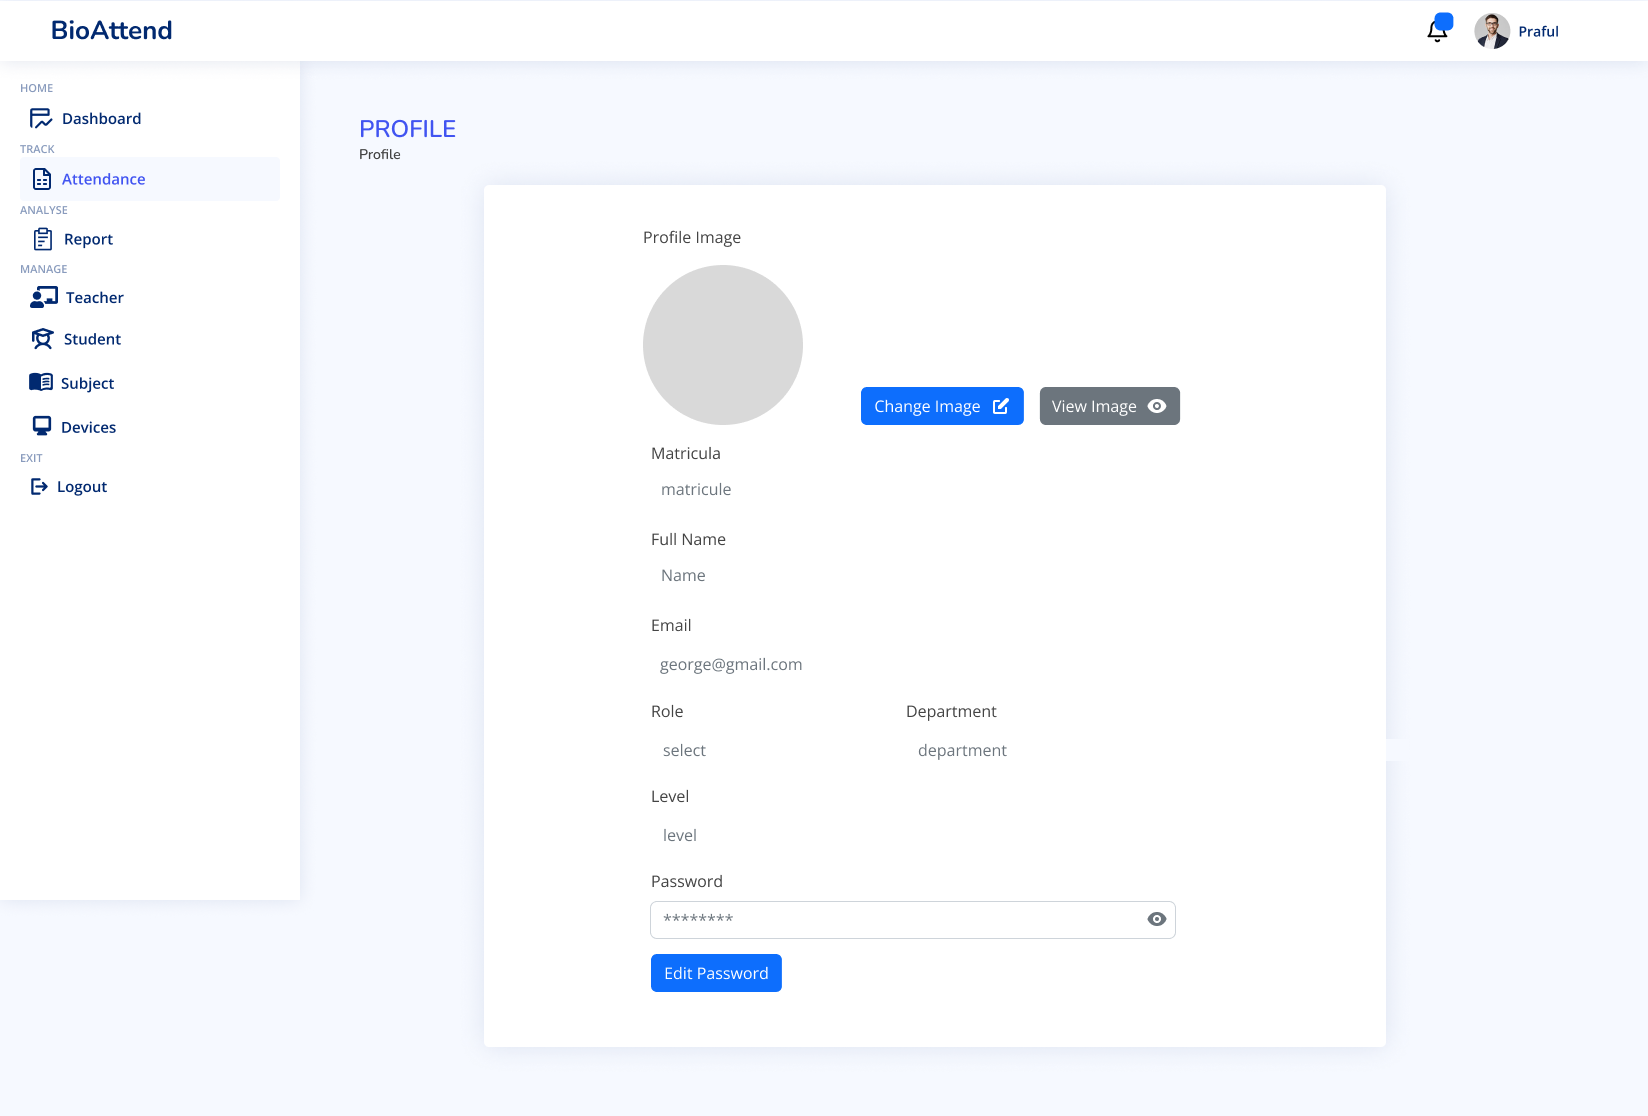 BioAttend
Praful
HOME
Dashboard
TRACK
Attendance
ANALYSE
Report
MANAGE
Teacher
Student
Subject
Devices
EXIT
Logout
PROFILE
Profile
Profile Image
Change Image
View Image
Matricula
matricule
Full Name
Name
Email
george@gmail.com
Role
Department
select
department
Level
level
Password
********
Edit Password